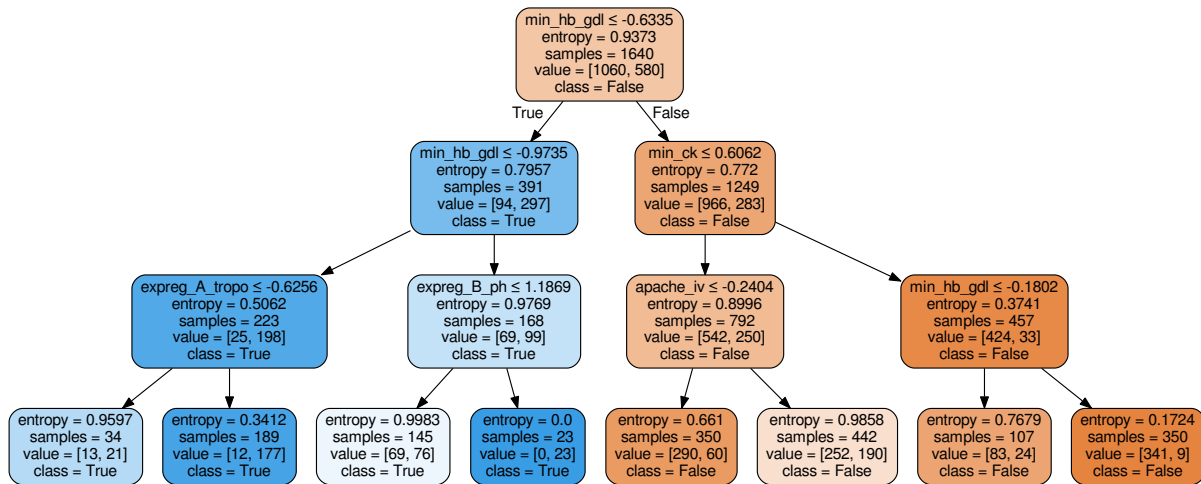 min_hb_gdl ≤ -0.6335
entropy = 0.9373
samples = 1640
value = [1060, 580]
class = False
True
False
min_hb_gdl ≤ -0.9735
entropy = 0.7957
samples = 391
value = [94, 297]
class = True
min_ck ≤ 0.6062
entropy = 0.772
samples = 1249
value = [966, 283]
class = False
expreg_A_tropo ≤ -0.6256
entropy = 0.5062
samples = 223
value = [25, 198]
class = True
expreg_B_ph ≤ 1.1869
entropy = 0.9769
samples = 168
value = [69, 99]
class = True
apache_iv ≤ -0.2404
entropy = 0.8996
samples = 792
value = [542, 250]
class = False
min_hb_gdl ≤ -0.1802
entropy = 0.3741
samples = 457
value = [424, 33]
class = False
entropy = 0.9597
samples = 34
value = [13, 21]
class = True
entropy = 0.3412
samples = 189
value = [12, 177]
class = True
entropy = 0.9983
samples = 145
value = [69, 76]
class = True
entropy = 0.0
samples = 23
value = [0, 23]
class = True
entropy = 0.661
samples = 350
value = [290, 60]
class = False
entropy = 0.9858
samples = 442
value = [252, 190]
class = False
entropy = 0.7679
samples = 107
value = [83, 24]
class = False
entropy = 0.1724
samples = 350
value = [341, 9]
class = False